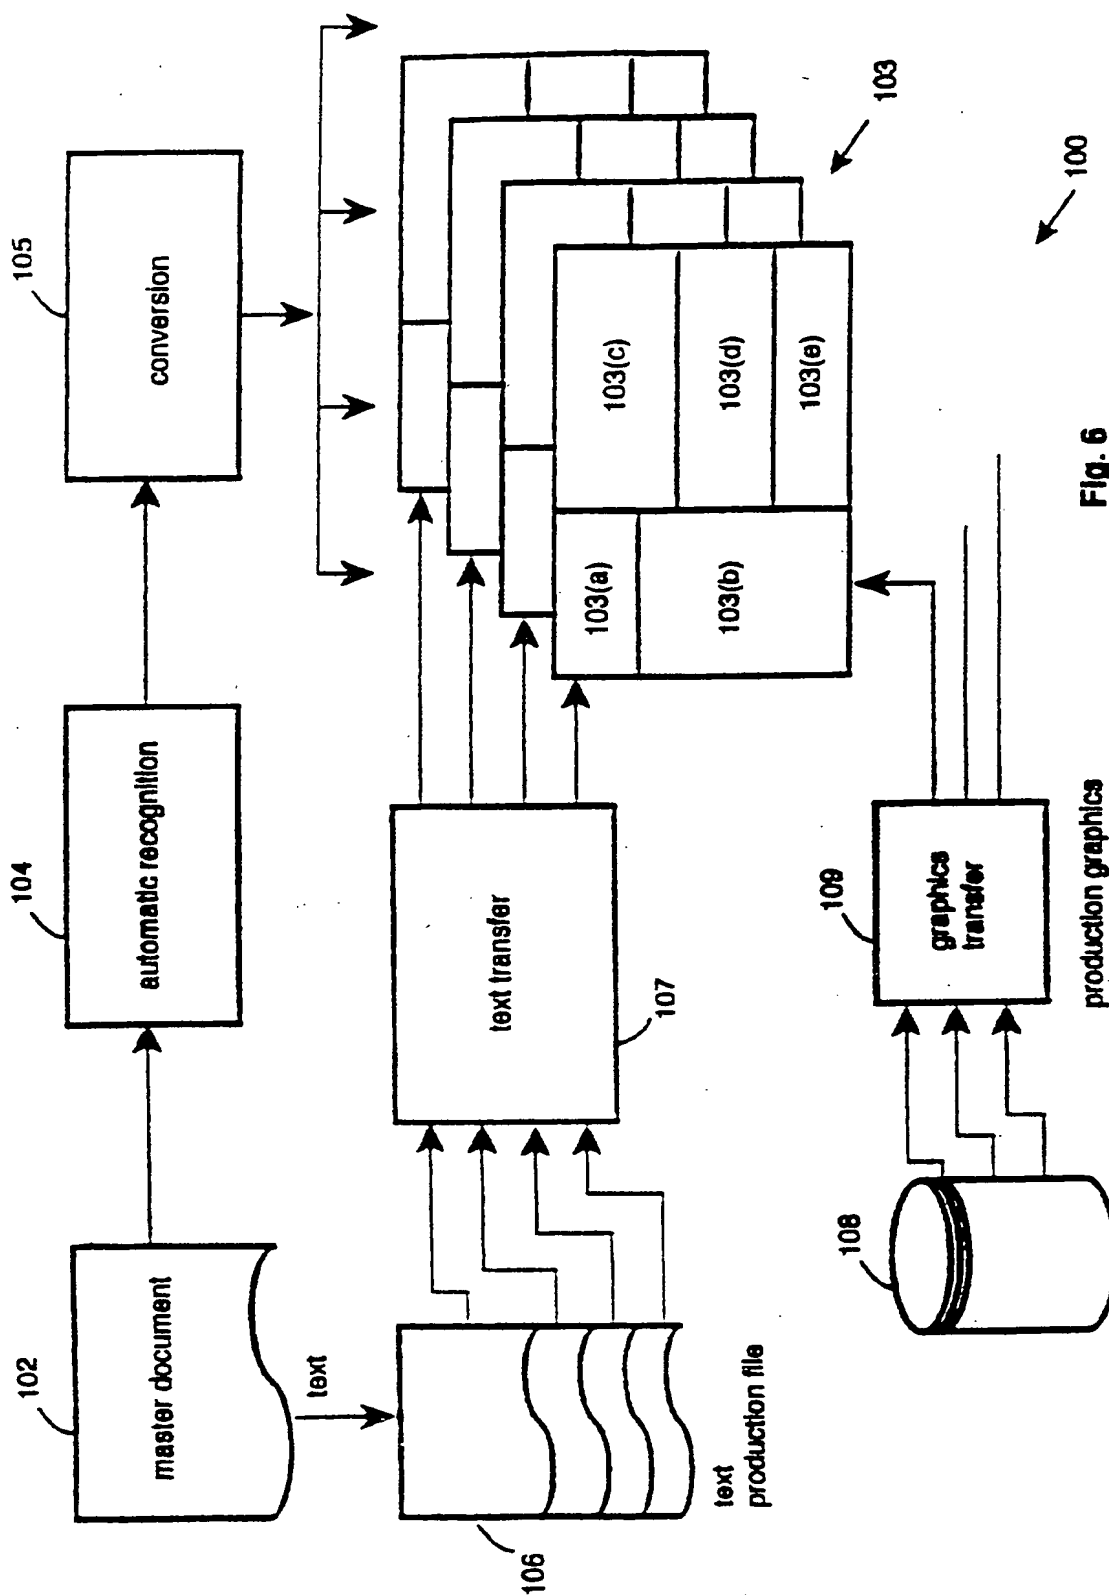 102
master document
104
automatic recognition
105
conversion
text
106
text
production file
text transfer
107
103(a)
103(b)
103(c)
103(d)
103(e)
103
108
109
graphics
transfer
production graphics
100
Fig. 6